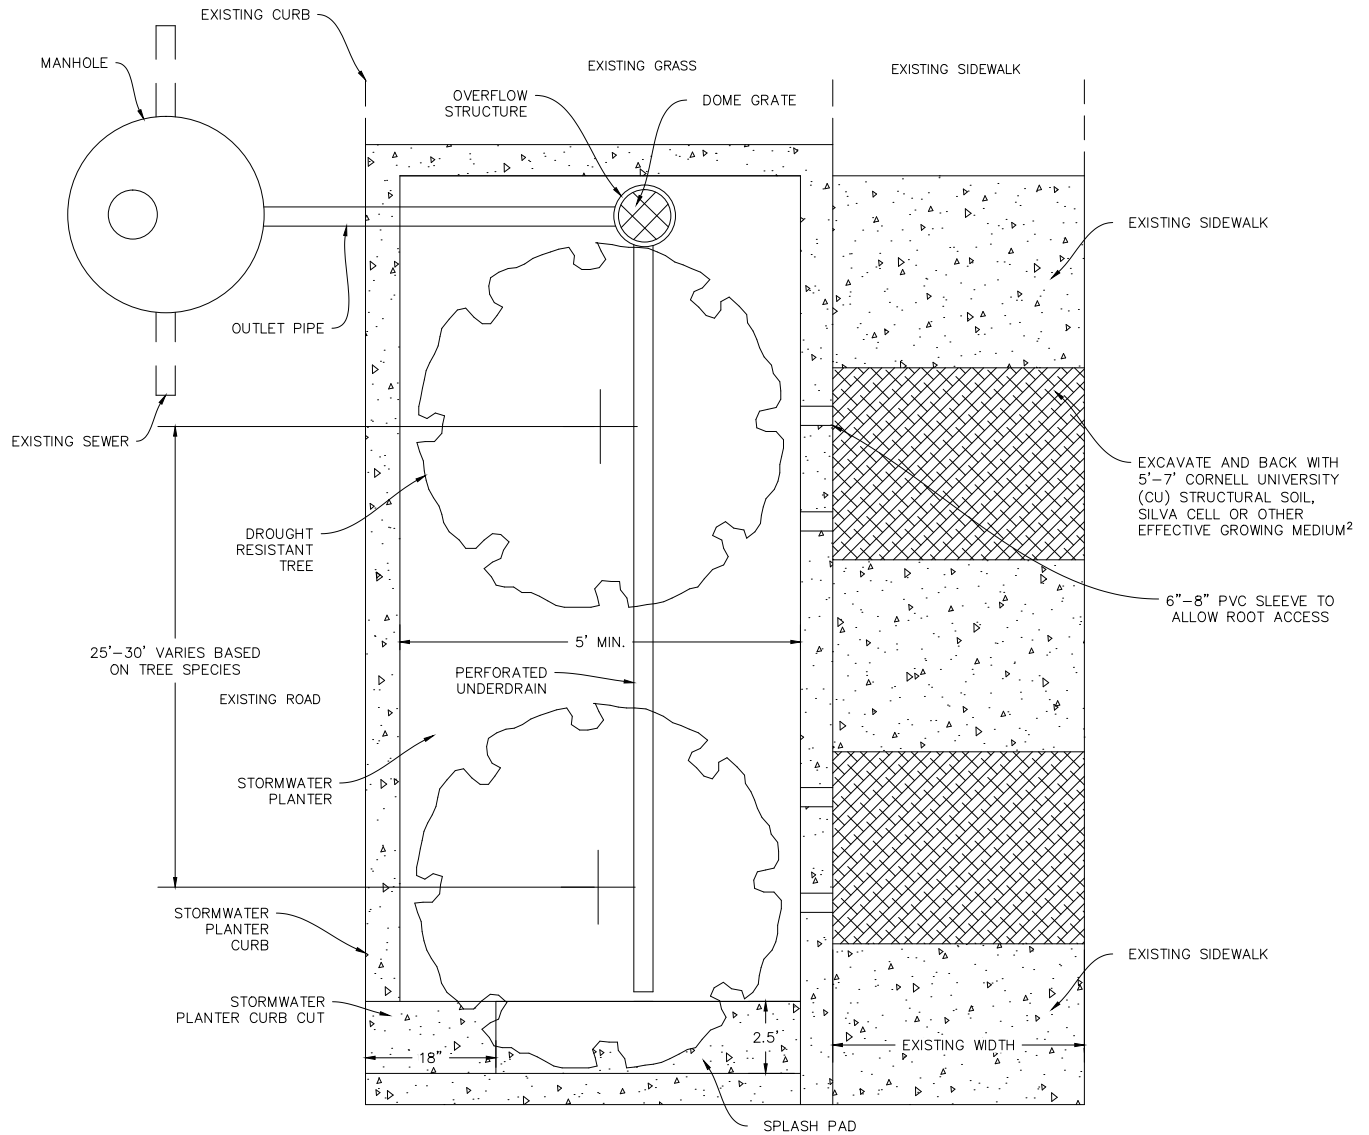 EXISTING CURB
MANHOLE
EXISTING GRASS
EXISTING SIDEWALK
OVERFLOW
STRUCTURE
DOME GRATE
EXISTING SIDEWALK
OUTLET PIPE
EXISTING SEWER
EXCAVATE AND BACK WITH
5'-7' CORNELL UNIVERSITY
(CU) STRUCTURAL SOIL,
SILVA CELL OR OTHER
EFFECTIVE GROWING MEDIUM²
DROUGHT
RESISTANT
TREE
6"-8" PVC SLEEVE TO
ALLOW ROOT ACCESS
5' MIN.
25'-30' VARIES BASED
ON TREE SPECIES
PERFORATED
UNDERDRAIN
EXISTING ROAD
STORMWATER
PLANTER
STORMWATER
PLANTER
CURB
EXISTING SIDEWALK
STORMWATER
PLANTER CURB CUT
2.5'
EXISTING WIDTH
18"
SPLASH PAD